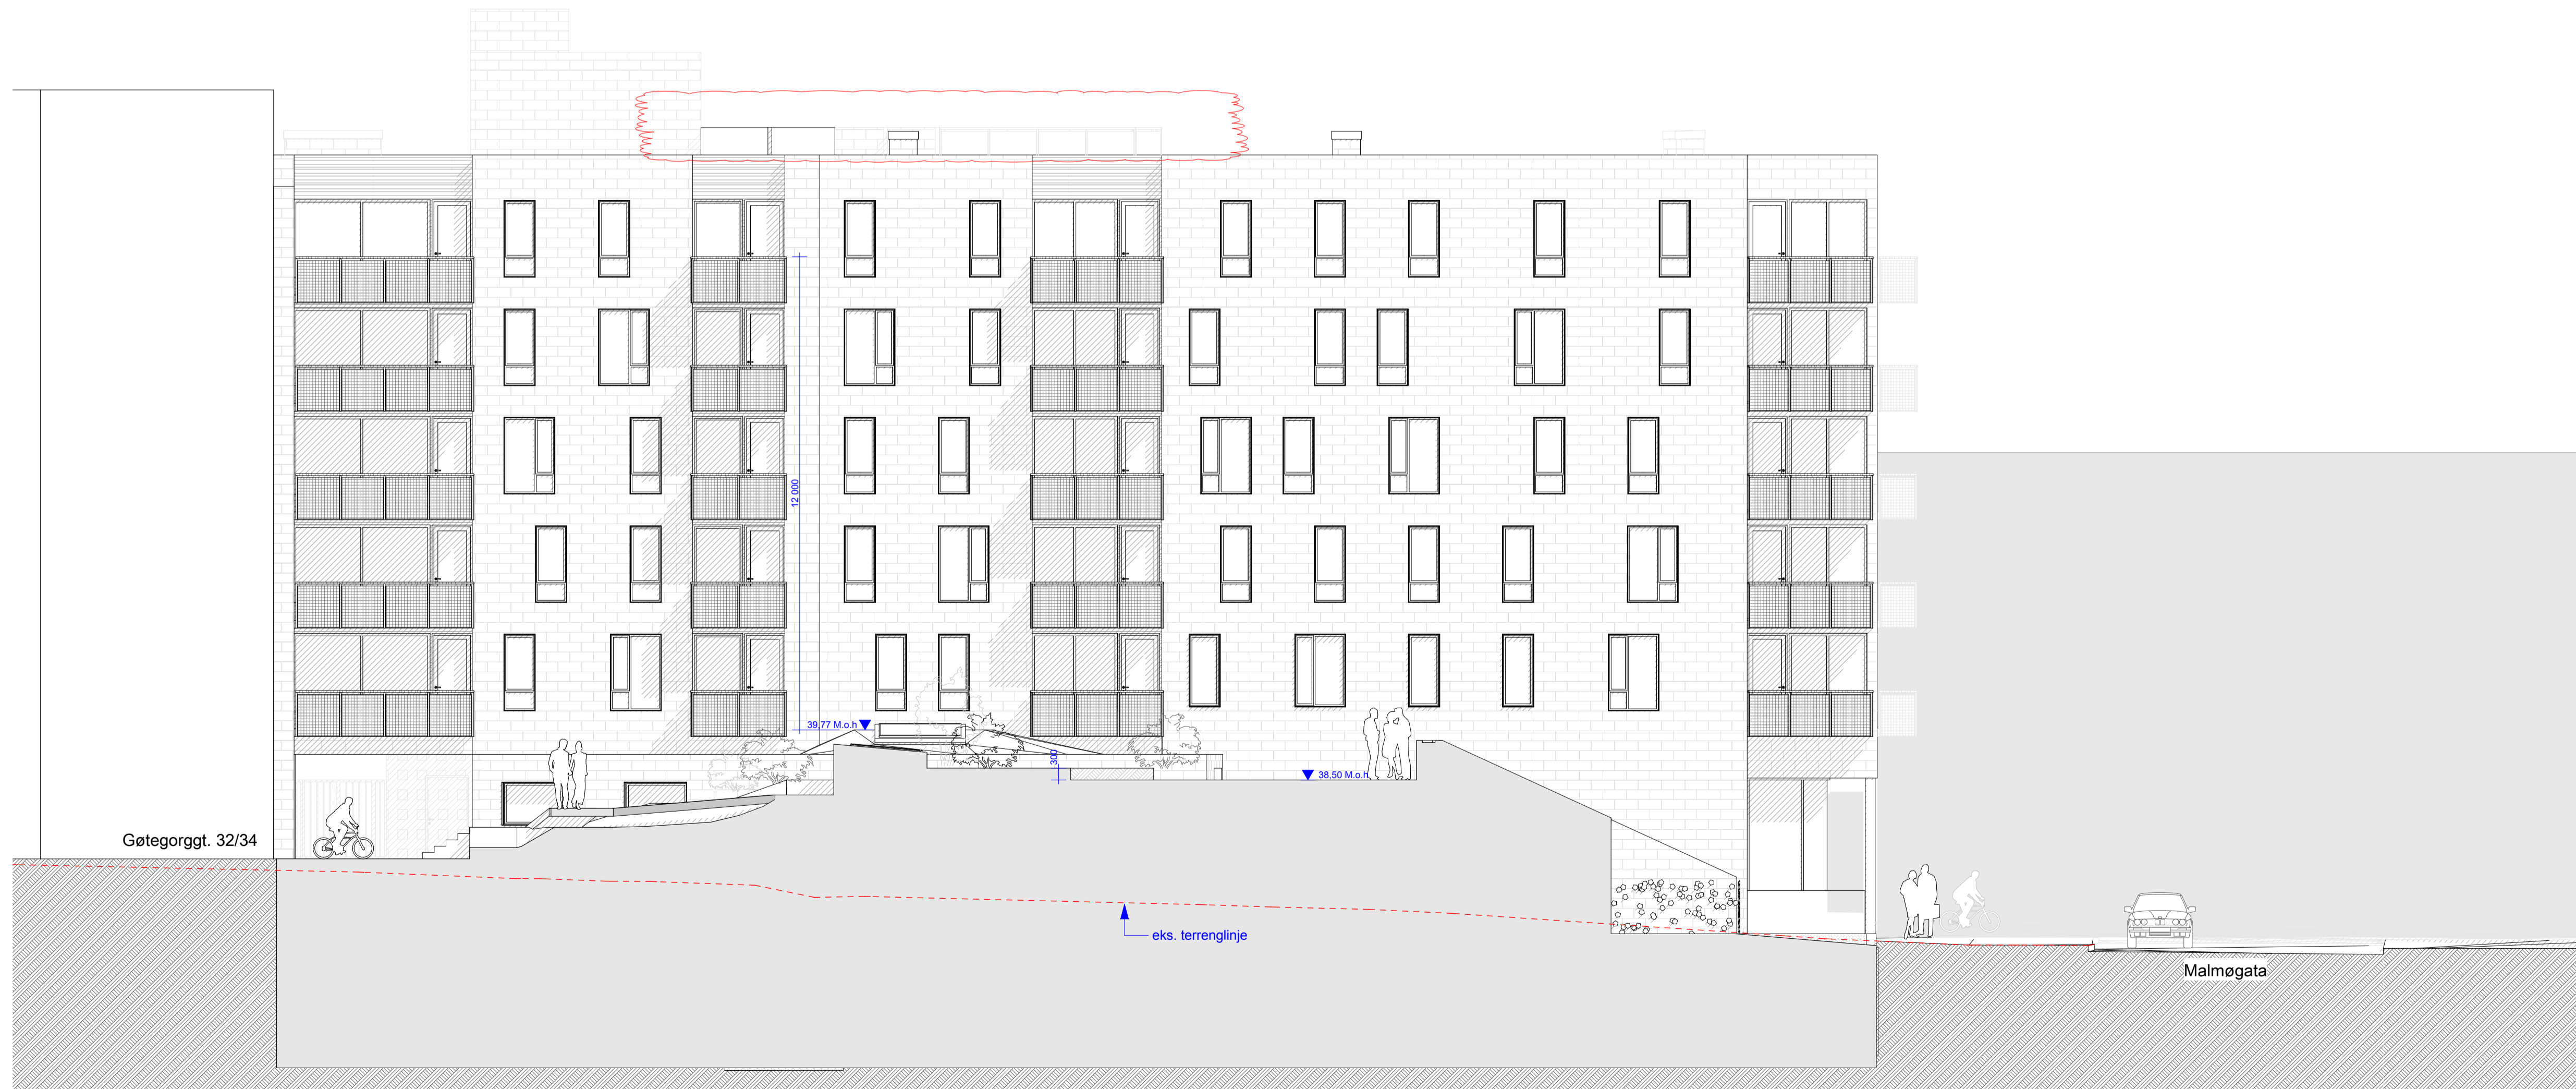 12 000
39,77 M.o.h
300
38,50 M.o.h
Gøtegorggt. 32/34
eks. terrenglinje
Malmøgata